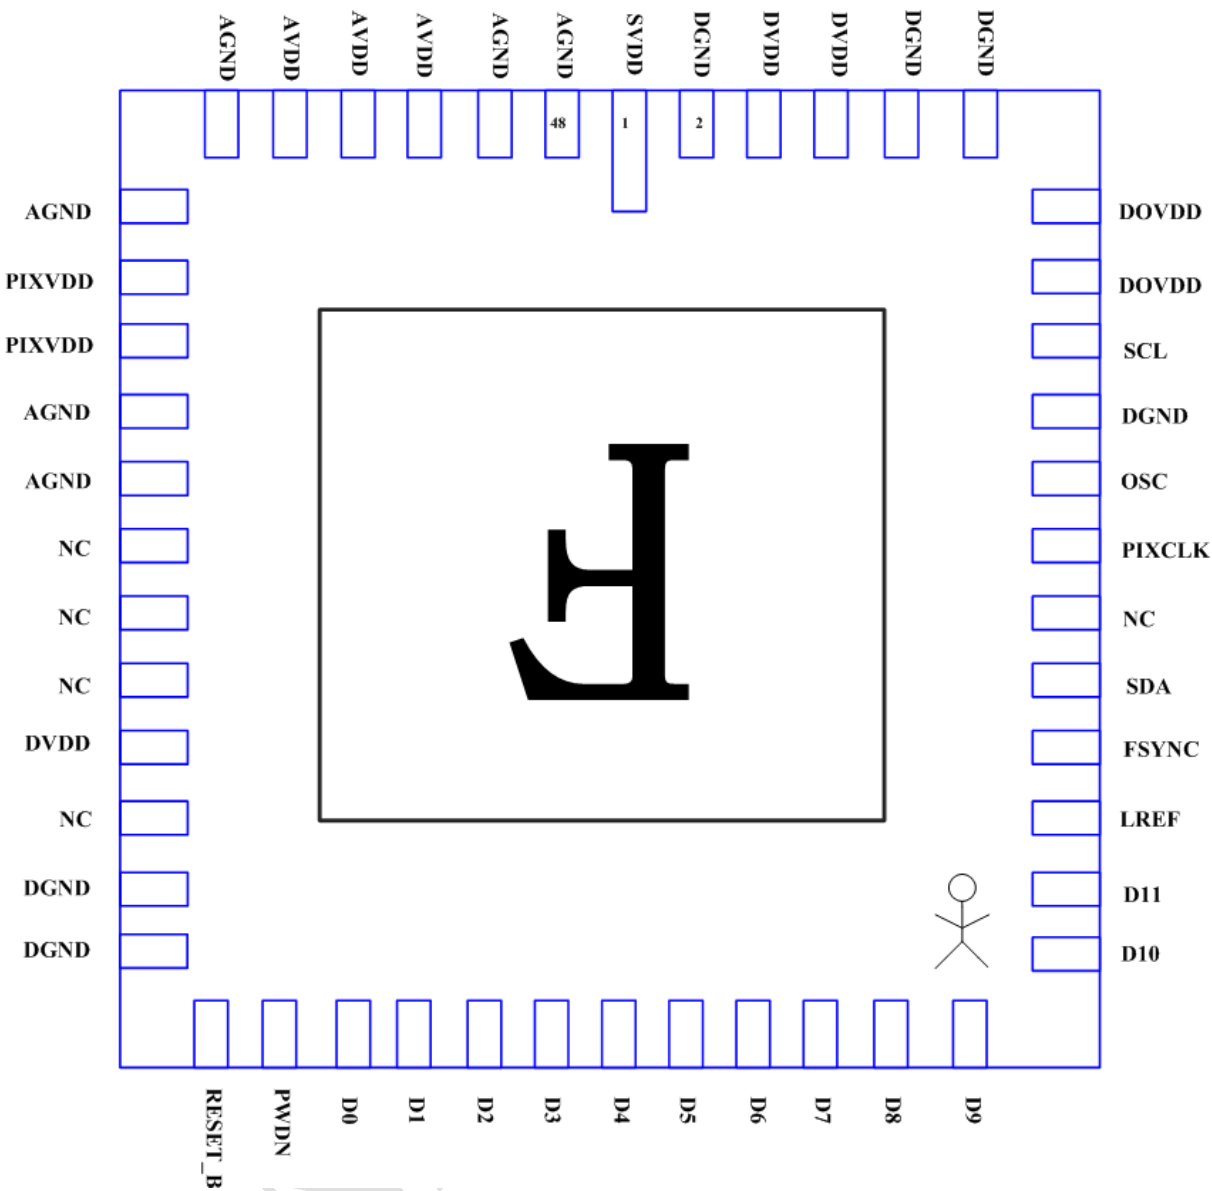 AGND AVDD AVDD AVDD AGND AGND SVDD DGND DVDD DVDD DGND DGND
48 1 2
AGND DOVDD
PIXVDD DOVDD
PIXVDD SCL
AGND DGND
AGND OSC
NC PIXCLK
NC NC
NC SDA
DVDD FSYNC
NC LREF
DGND D11
DGND D10
RESET_B PWDN D0 D1 D2 D3 D4 D5 D6 D7 D8 D9
F